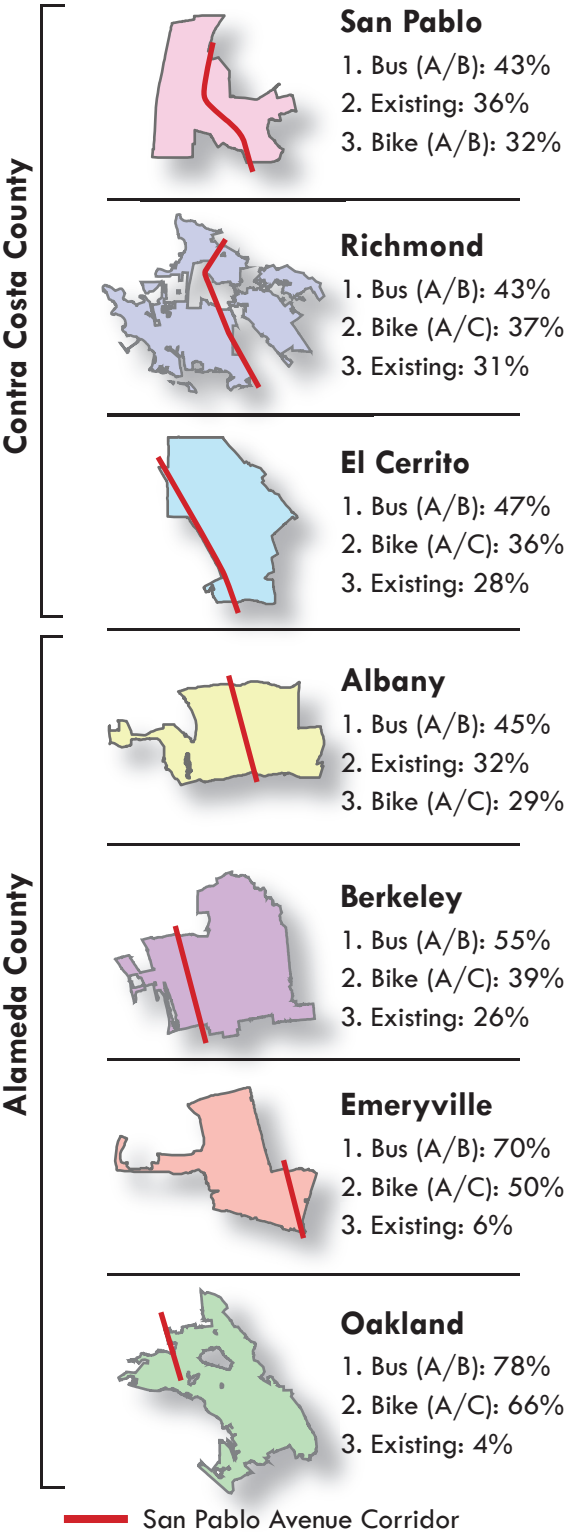 Contra Costa County
San Pablo
1. Bus (A/B): 43%
2. Existing: 36%
3. Bike (A/B): 32%
Richmond
1. Bus (A/B): 43%
2. Bike (A/C): 37%
3. Existing: 31%
El Cerrito
1. Bus (A/B): 47%
2. Bike (A/C): 36%
3. Existing: 28%
Alameda County
Albany
1. Bus (A/B): 45%
2. Existing: 32%
3. Bike (A/C): 29%
Berkeley
1. Bus (A/B): 55%
2. Bike (A/C): 39%
3. Existing: 26%
Emeryville
1. Bus (A/B): 70%
2. Bike (A/C): 50%
3. Existing: 6%
Oakland
1. Bus (A/B): 78%
2. Bike (A/C): 66%
3. Existing: 4%
San Pablo Avenue Corridor